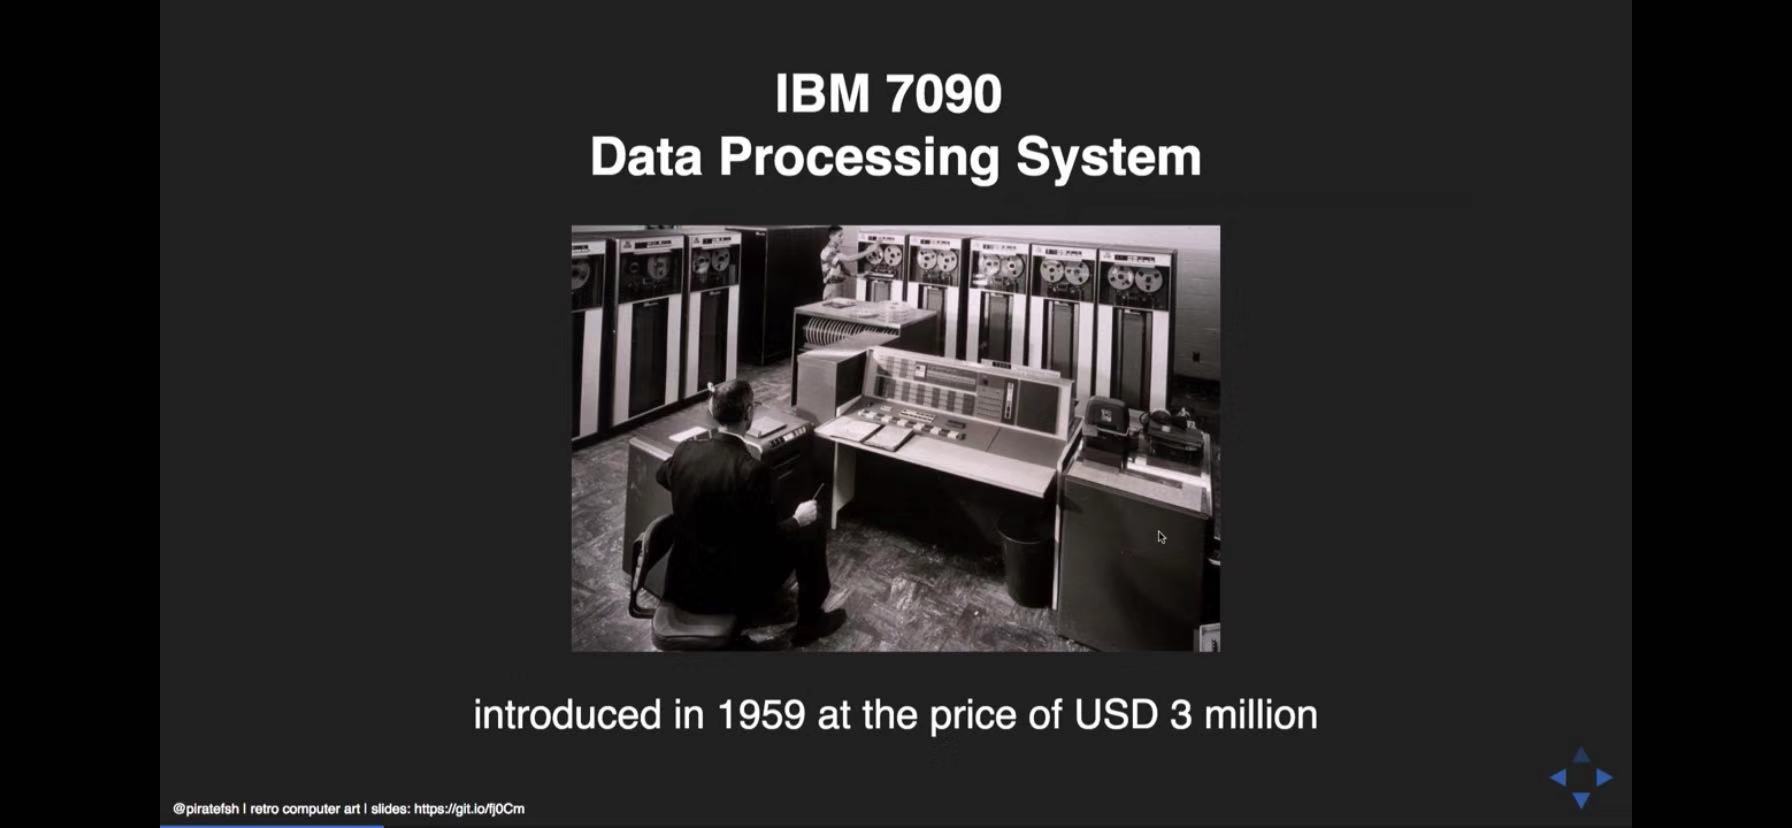 IBM 7090
Data Processing System
introduced in 1959 at the price of USD 3 million
@piratefsh | retro computer art | slides: https://git.io/fj0Cm